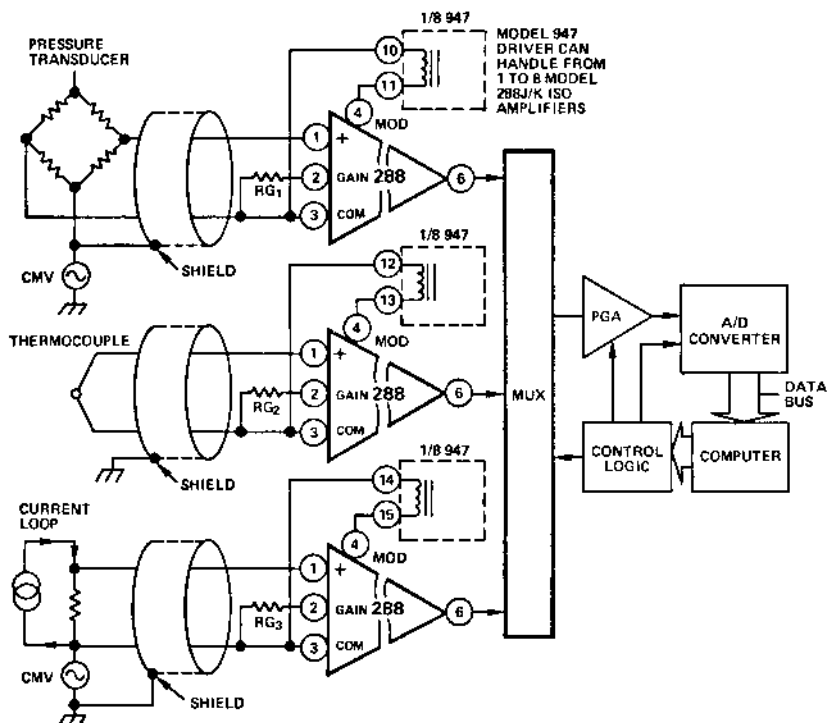 PRESSURE
TRANSDUCER
1/8 947
MODEL 947
DRIVER CAN
HANDLE FROM
1 TO 8 MODEL
288J/K ISO
AMPLIFIERS
10
11
4
MOD
1
+
2
GAIN 288
RG1
3
COM
6
SHIELD
CMV
1/8 947
12
13
4
MOD
THERMOCOUPLE
1
+
2
GAIN 288
RG2
3
COM
6
SHIELD
1/8 947
14
15
4
MOD
CURRENT
LOOP
1
+
2
GAIN 288
RG3
3
COM
6
CMV
SHIELD
MUX
PGA
A/D
CONVERTER
DATA
BUS
CONTROL
LOGIC
COMPUTER